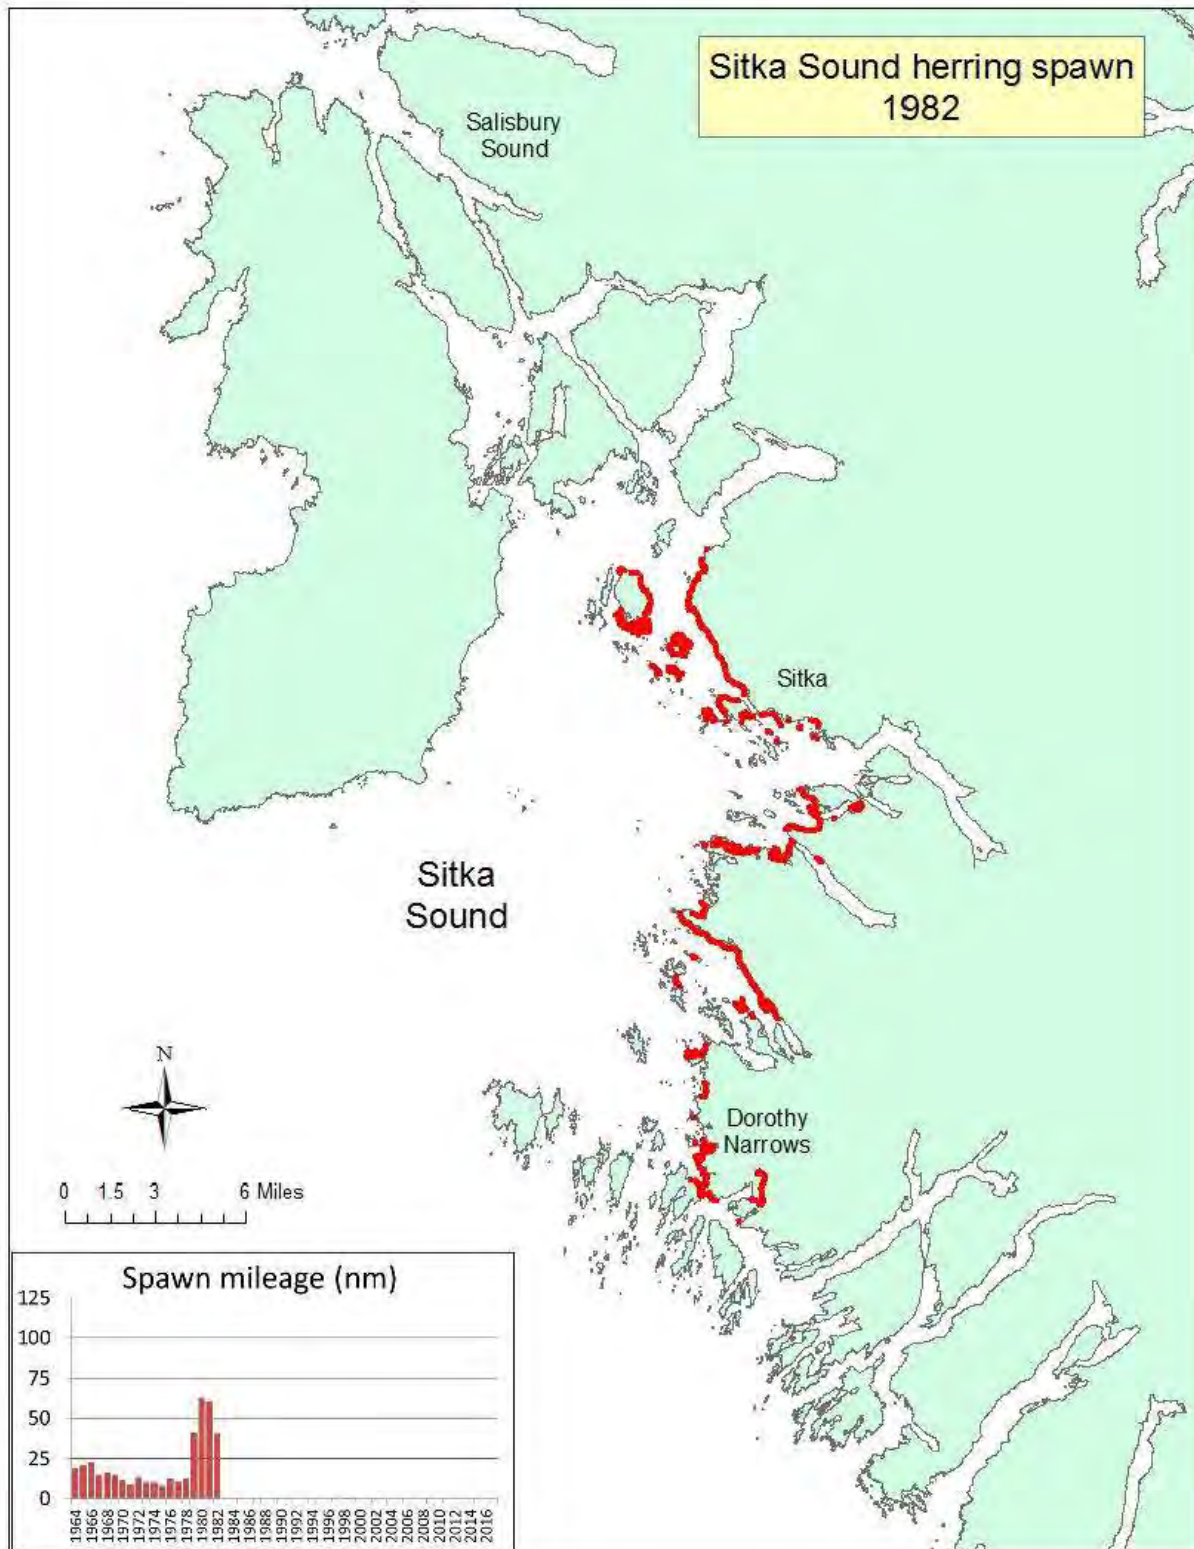 Sitka Sound herring spawn
1982
Salisbury
Sound
Sitka
Sitka
Sound
Dorothy
Narrows
N
0 1.5 3 6 Miles
Spawn mileage (nm)
125
100
75
50
25
0
1964 1966 1968 1970 1972 1974 1976 1978 1980 1982 1984 1986 1988 1990 1992 1994 1996 1998 2000 2002 2004 2006 2008 2010 2012 2014 2016